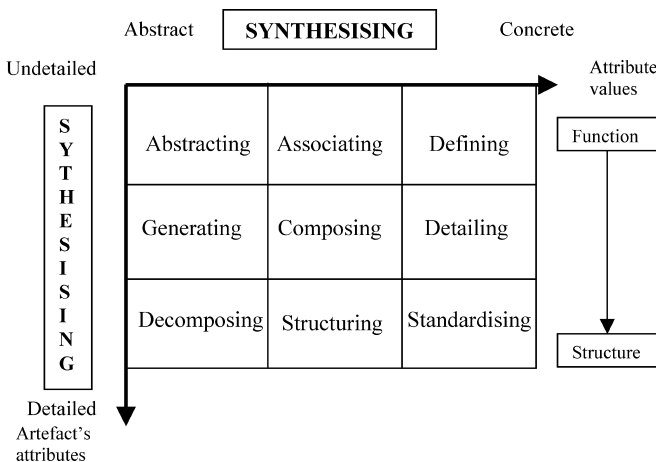 Abstract SYNTHESISING Concrete
Undetailed
Attribute
values
SYTHESISING
Abstracting Associating Defining
Function
Generating Composing Detailing
Decomposing Structuring Standardising
Structure
Detailed
Artefact's
attributes